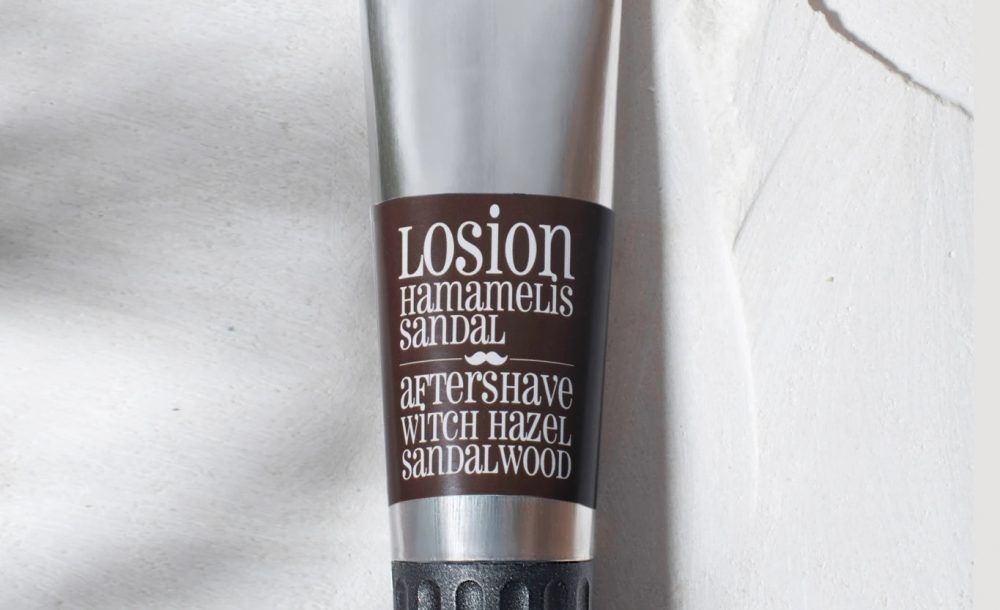 Losion
Hamamelis
sandal
aftershave
witch hazel
sandalwood